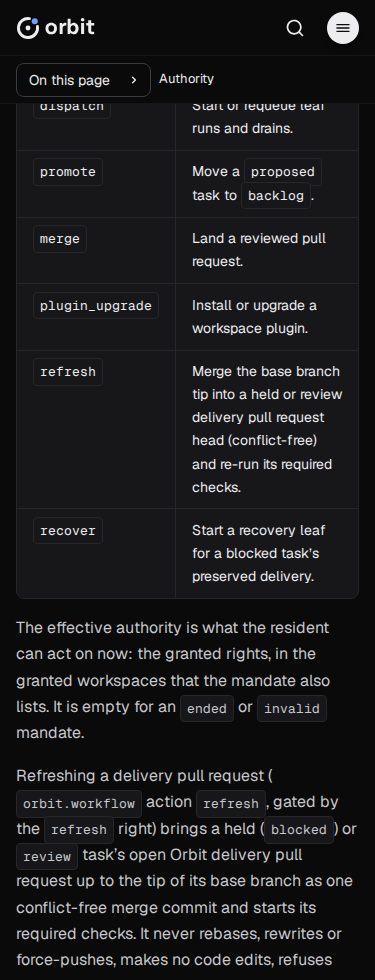 orbit
On this page
Authority
dispatch
Start or requeue leaf
runs and drains.
promote
Move a proposed
task to backlog.
merge
Land a reviewed pull
request.
plugin_upgrade
Install or upgrade a
workspace plugin.
refresh
Merge the base branch
tip into a held or review
delivery pull request
head (conflict-free)
and re-run its required
checks.
recover
Start a recovery leaf
for a blocked task's
preserved delivery.
The effective authority is what the resident
can act on now: the granted rights, in the
granted workspaces that the mandate also
lists. It is empty for an ended or invalid
mandate.
Refreshing a delivery pull request (
orbit.workflow action refresh, gated by
the refresh right) brings a held (blocked) or
review task's open Orbit delivery pull
request up to the tip of its base branch as one
conflict-free merge commit and starts its
required checks. It never rebases, rewrites or
force-pushes, makes no code edits, refuses